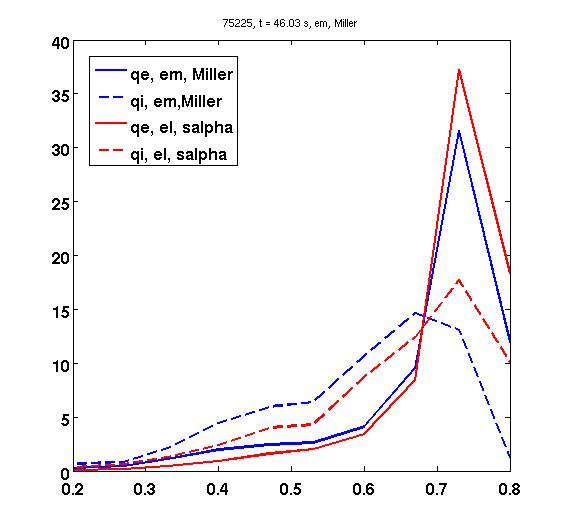 75225, t = 46.03 s, em, Miller
40
35
30
25
20
15
10
5
0
qe, em, Miller
qi, em,Miller
qe, el, salpha
qi, el, salpha
0.2 0.3 0.4 0.5 0.6 0.7 0.8